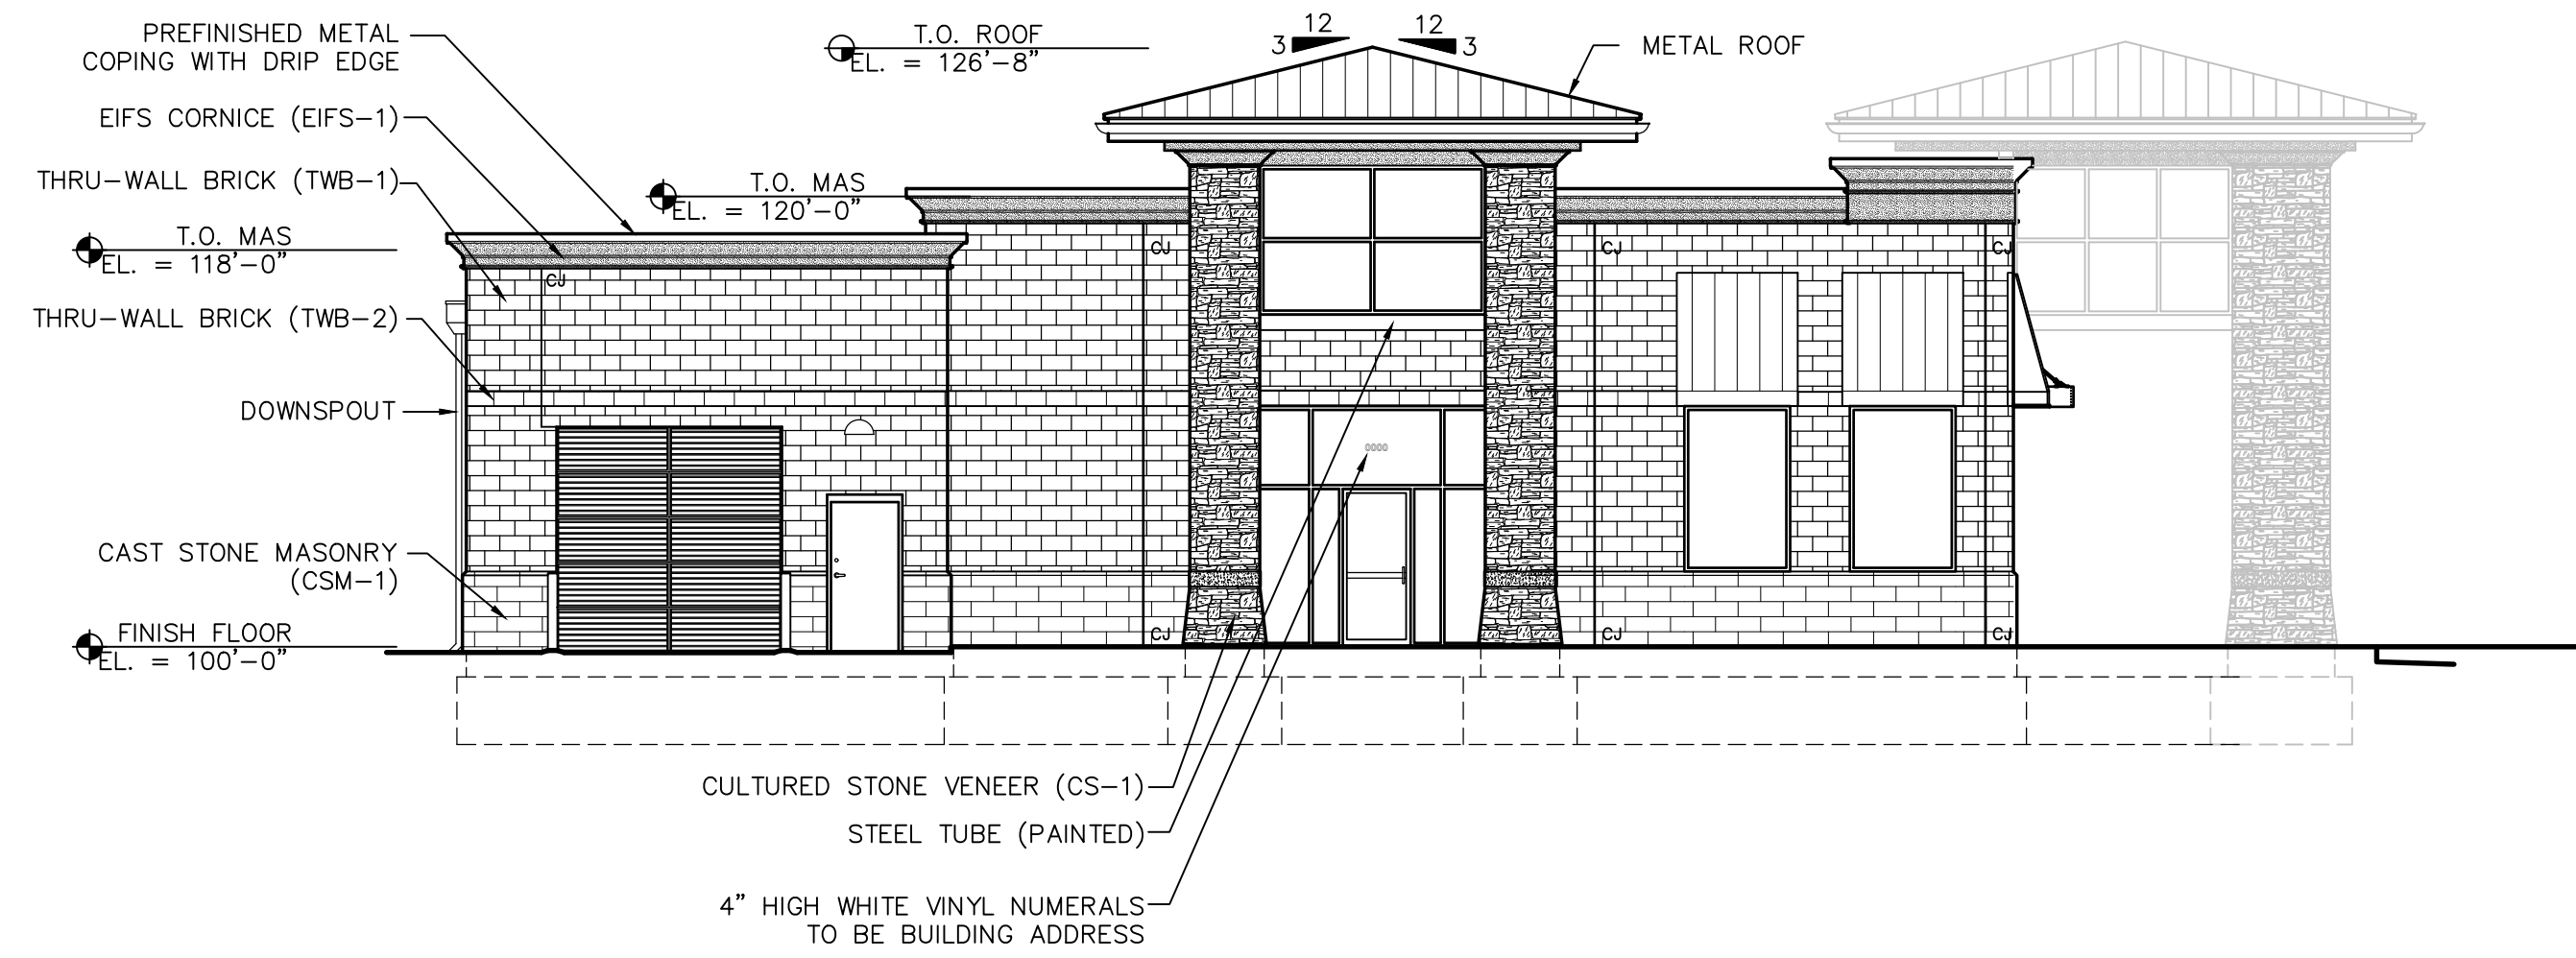 PREFINISHED METAL
COPING WITH DRIP EDGE
EIFS CORNICE (EIFS-1)
THRU-WALL BRICK (TWB-1)
T.O. MAS
EL. = 118'-0"
THRU-WALL BRICK (TWB-2)
DOWNSPOUT
CAST STONE MASONRY
(CSM-1)
FINISH FLOOR
EL. = 100'-0"
T.O. ROOF
EL. = 126'-8"
T.O. MAS
EL. = 120'-0"
12
3
12
3
METAL ROOF
CJ
CJ
CJ
CJ
0000
CJ
CJ
CJ
CULTURED STONE VENEER (CS-1)
STEEL TUBE (PAINTED)
4" HIGH WHITE VINYL NUMERALS
TO BE BUILDING ADDRESS